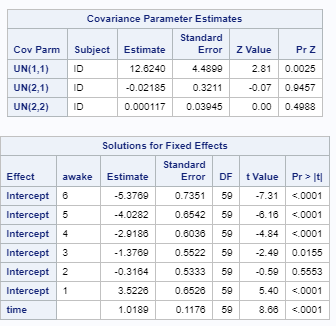 Covariance Parameter Estimates
Cov Parm Subject Estimate Standard Error Z Value Pr Z
UN(1,1) ID 12.6240 4.4899 2.81 0.0025
UN(2,1) ID -0.02185 0.3211 -0.07 0.9457
UN(2,2) ID 0.000117 0.03945 0.00 0.4988
Solutions for Fixed Effects
Effect awake Estimate Standard Error DF t Value Pr > |t|
Intercept 6 -5.3769 0.7351 59 -7.31 <.0001
Intercept 5 -4.0282 0.6542 59 -6.16 <.0001
Intercept 4 -2.9186 0.6036 59 -4.84 <.0001
Intercept 3 -1.3769 0.5522 59 -2.49 0.0155
Intercept 2 -0.3164 0.5333 59 -0.59 0.5553
Intercept 1 3.5226 0.6526 59 5.40 <.0001
time 1.0189 0.1176 59 8.66 <.0001